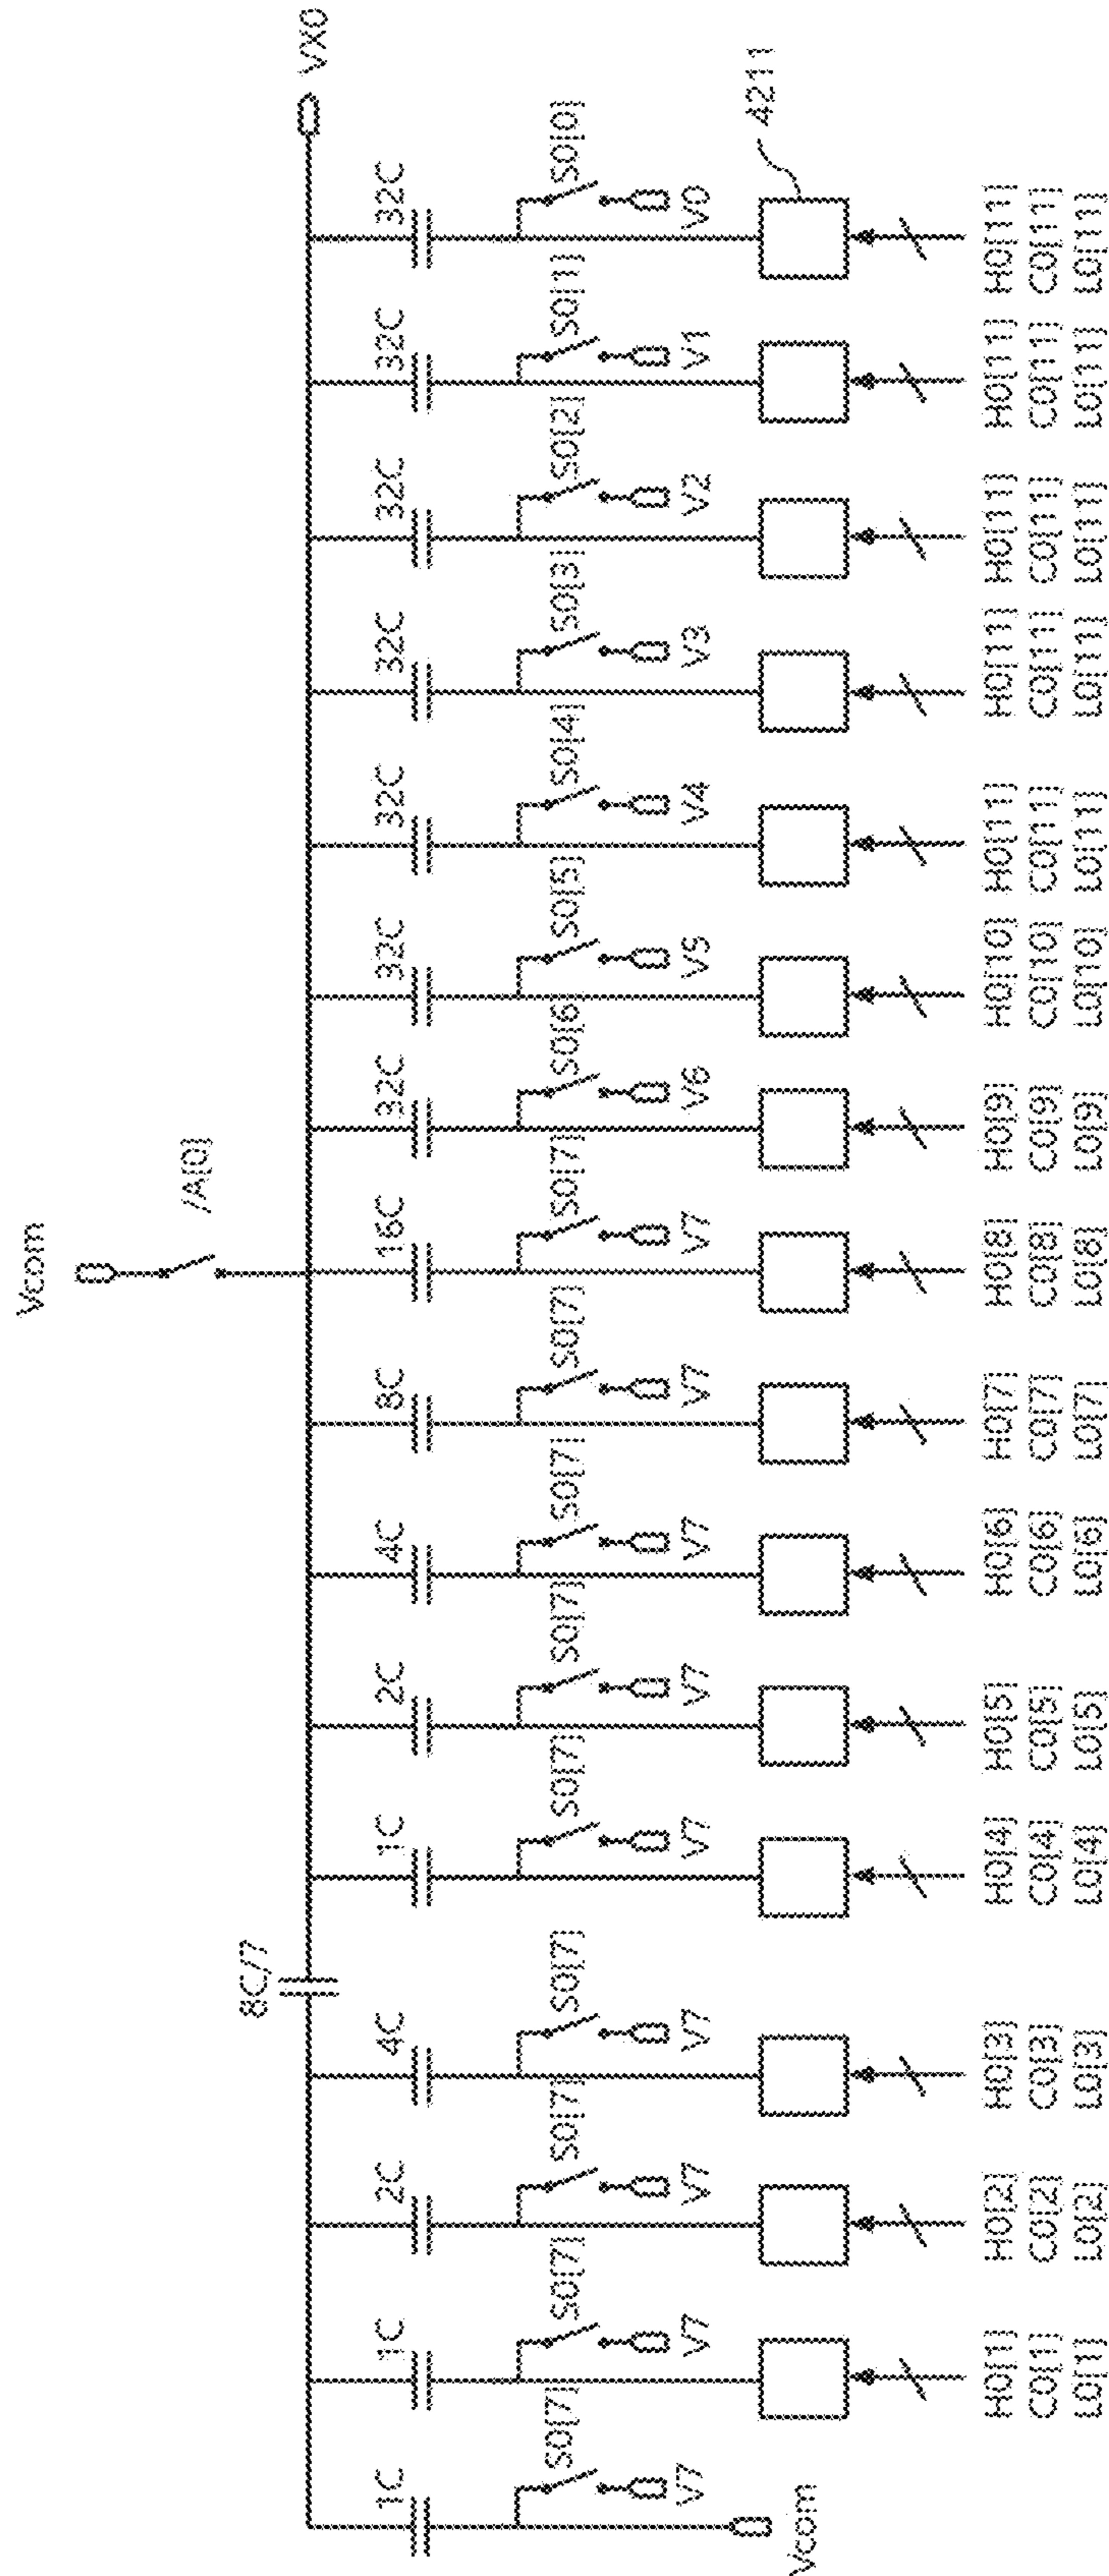 Vcom
/A[0]
8C/7 VX0
1C 1C 2C 4C 1C 2C 4C 8C 16C 32C 32C 32C 32C 32C 32C 32C
S0[7] S0[7] S0[7] S0[7] S0[7] S0[7] S0[7] S0[7] S0[7] S0[6] S0[5] S0[4] S0[3] S0[2] S0[1] S0[0]
V7 V7 V7 V7 V7 V7 V7 V7 V7 V6 V5 V4 V3 V2 V1 V0
4211
Vcom
H0[1] H0[2] H0[3] H0[4] H0[5] H0[6] H0[7] H0[8] H0[9] H0[10] H0[11] H0[11] H0[11] H0[11] H0[11]
C0[1] C0[2] C0[3] C0[4] C0[5] C0[6] C0[7] C0[8] C0[9] C0[10] C0[11] C0[11] C0[11] C0[11] C0[11]
L0[1] L0[2] L0[3] L0[4] L0[5] L0[6] L0[7] L0[8] L0[9] L0[10] L0[11] L0[11] L0[11] L0[11] L0[11]